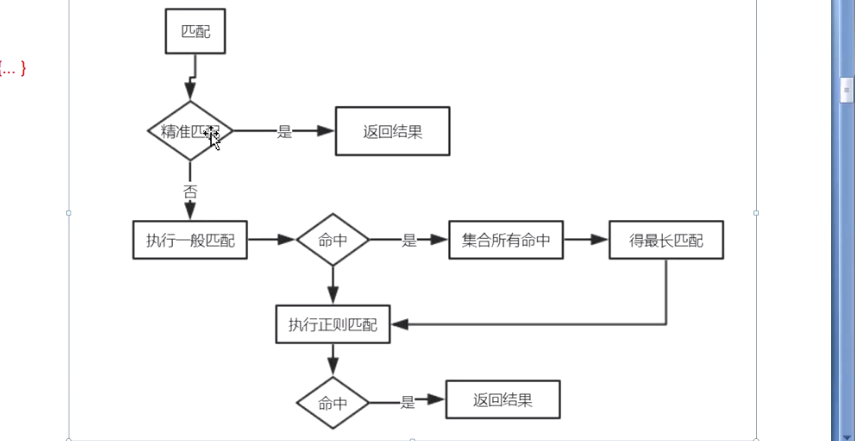 匹配
{... }
精准匹配
是
返回结果
否
执行一般匹配
命中
是
集合所有命中
得最长匹配
执行正则匹配
命中
是
返回结果